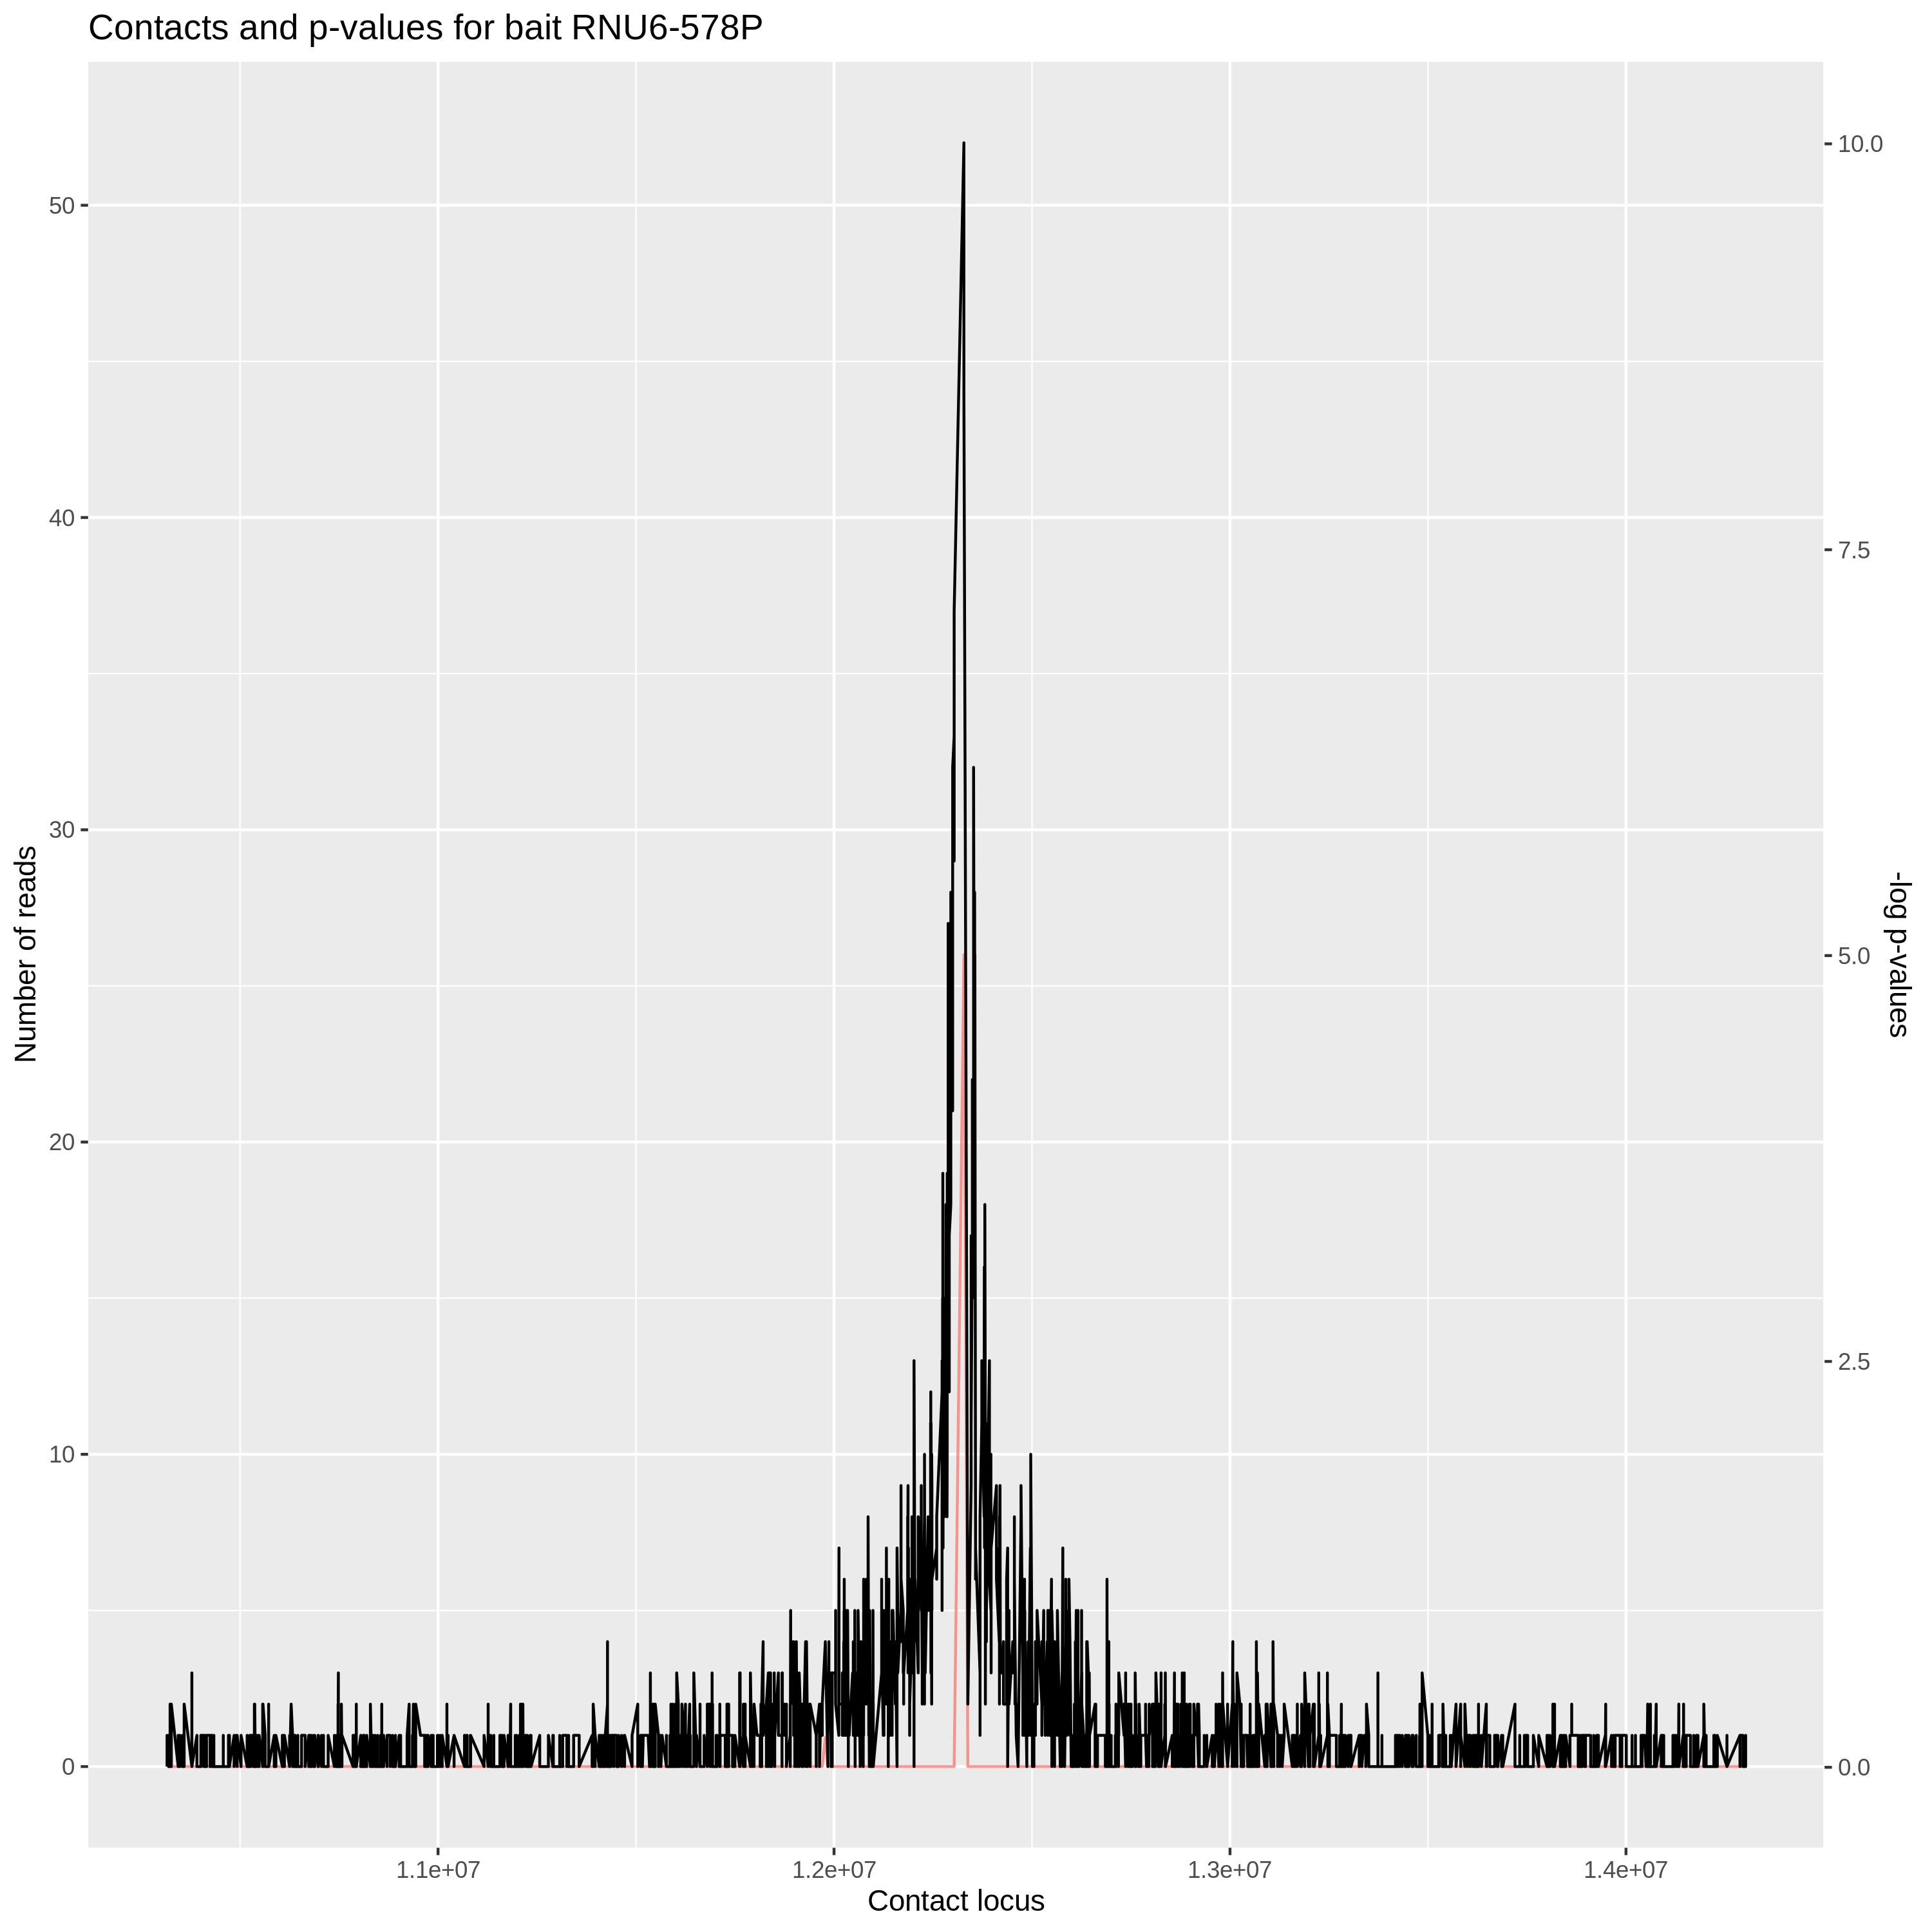 Contacts and p-values for bait RNU6-578P
50
40
30
20
10
0
Number of reads
10.0
7.5
5.0
2.5
0.0
-log p-values
1.1e+07
1.2e+07
1.3e+07
1.4e+07
Contact locus